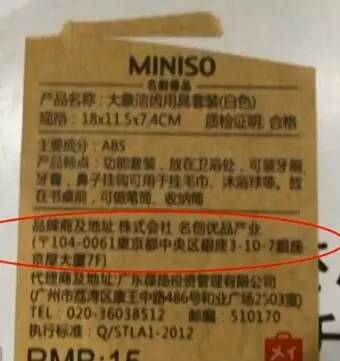 MINISO
名創優品
产品名称：大象洁齿用具套装(白色)
规格：18x11.5x7.4CM 质检证明：合格
主要成分：ABS
产品特点：功能套装，放在卫浴处，可装牙刷、
牙膏，鼻子挂钩可用于挂毛巾、沐浴球等。放
在书桌前，可做笔筒、收纳筒
品牌商及地址 株式会社 名创优品产业
(〒104-0061東京都中央区銀座3-10-7銀座
京屋大厦7F)
代理商及地址:广东葆扬投资管理有限公司
(广州市荔湾区康王中路486号和业广场2503室)
TEL：020-36038512 邮编：510170
执行标准：Q/STLA1-2012
RMB:15